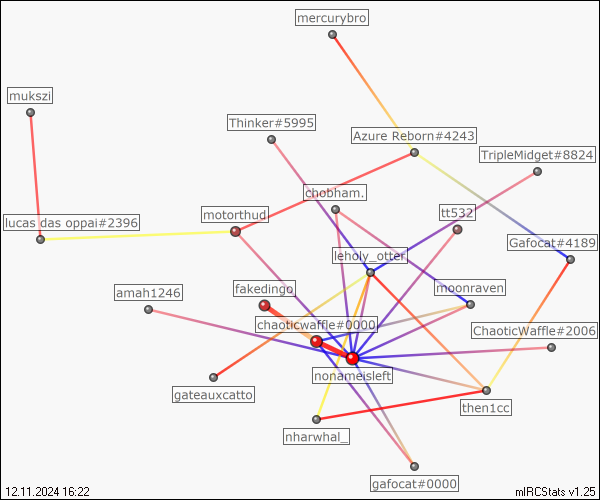 mercurybro
mukszi
Thinker#5995
Azure Reborn#4243
TripleMidget#8824
chobham.
lucas das oppai#2396
motorthud
tt532
Gafocat#4189
leholy_otter
fakedingo
moonraven
amah1246
chaoticwaffle#0000
ChaoticWaffle#2006
nonameisleft
gateauxcatto
then1cc
nharwhal_
gafocat#0000
12.11.2024 16:22
mIRCStats v1.25